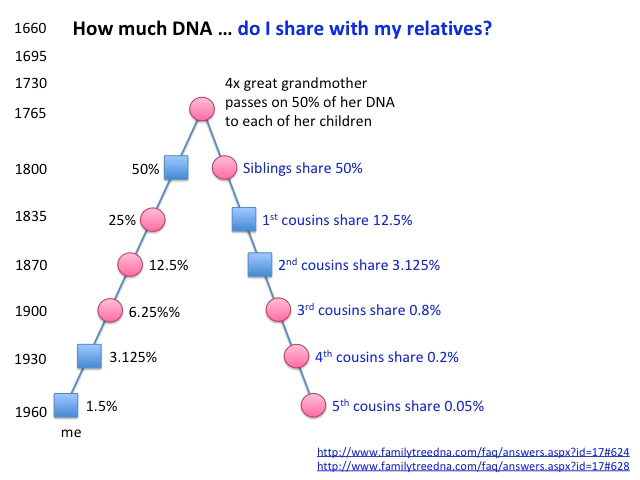 1660
How much DNA … do I share with my relatives?
1695
1730
4x great grandmother
passes on 50% of her DNA
to each of her children
1765
1800
50%
Siblings share 50%
1835
25%
1st cousins share 12.5%
1870
12.5%
2nd cousins share 3.125%
1900
6.25%%
3rd cousins share 0.8%
1930
3.125%
4th cousins share 0.2%
1960
1.5%
5th cousins share 0.05%
me
http://www.familytreedna.com/faq/answers.aspx?id=17#624
http://www.familytreedna.com/faq/answers.aspx?id=17#628